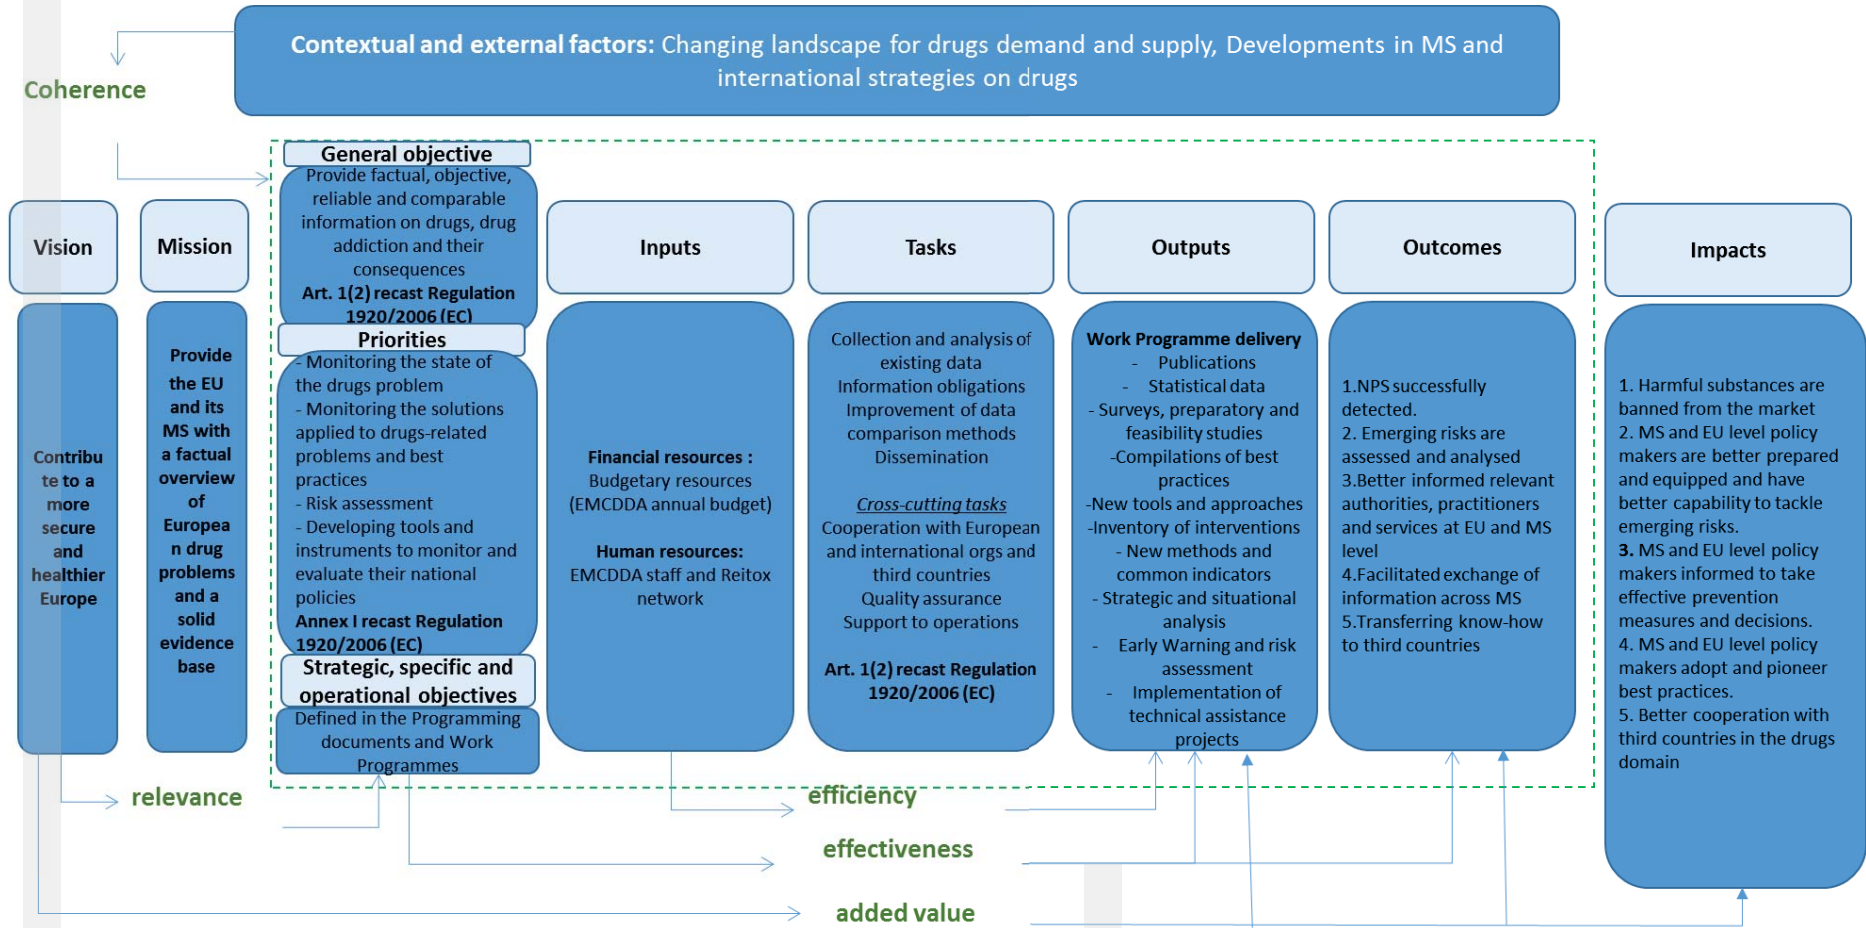 Contextual and external factors: Changing landscape for drugs demand and supply, Developments in MS and
international strategies on drugs
Coherence
Vision
Contribu
te to a
more
secure
and
healthier
Europe
Mission
Provide
the EU
and its
MS with
a factual
overview
of
Europea
n drug
problems
and a
solid
evidence
base
General objective
Provide factual, objective,
reliable and comparable
information on drugs, drug
addiction and their
consequences
Art. 1(2) recast Regulation
1920/2006 (EC)
Priorities
- Monitoring the state of
the drugs problem
- Monitoring the solutions
applied to drugs-related
problems and best
practices
- Risk assessment
- Developing tools and
instruments to monitor and
evaluate their national
policies
Annex I recast Regulation
1920/2006 (EC)
Strategic, specific and
operational objectives
Defined in the Programming
documents and Work
Programmes
Inputs
Financial resources :
Budgetary resources
(EMCDDA annual budget)
Human resources:
EMCDDA staff and Reitox
network
Tasks
Collection and analysis of
existing data
Information obligations
Improvement of data
comparison methods
Dissemination
Cross-cutting tasks
Cooperation with European
and international orgs and
third countries
Quality assurance
Support to operations
Art. 1(2) recast Regulation
1920/2006 (EC)
Outputs
Work Programme delivery
- Publications
- Statistical data
- Surveys, preparatory and
feasibility studies
-Compilations of best
practices
-New tools and approaches
-Inventory of interventions
- New methods and
common indicators
- Strategic and situational
analysis
- Early Warning and risk
assessment
- Implementation of
technical assistance
projects
Outcomes
1.NPS successfully
detected.
2. Emerging risks are
assessed and analysed
3.Better informed relevant
authorities, practitioners
and services at EU and MS
level
4.Facilitated exchange of
information across MS
5.Transferring know-how
to third countries
Impacts
1. Harmful substances are
banned from the market
2. MS and EU level policy
makers are better prepared
and equipped and have
better capability to tackle
emerging risks.
3. MS and EU level policy
makers informed to take
effective prevention
measures and decisions.
4. MS and EU level policy
makers adopt and pioneer
best practices.
5. Better cooperation with
third countries in the drugs
domain
relevance
efficiency
effectiveness
added value